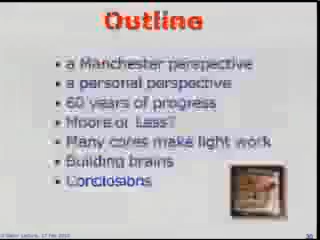 Outline
• a Manchester perspective
• a personal perspective
• 60 years of progress
• Moore or Less?
• Many cores make light work
• Building brains
• Conclusions